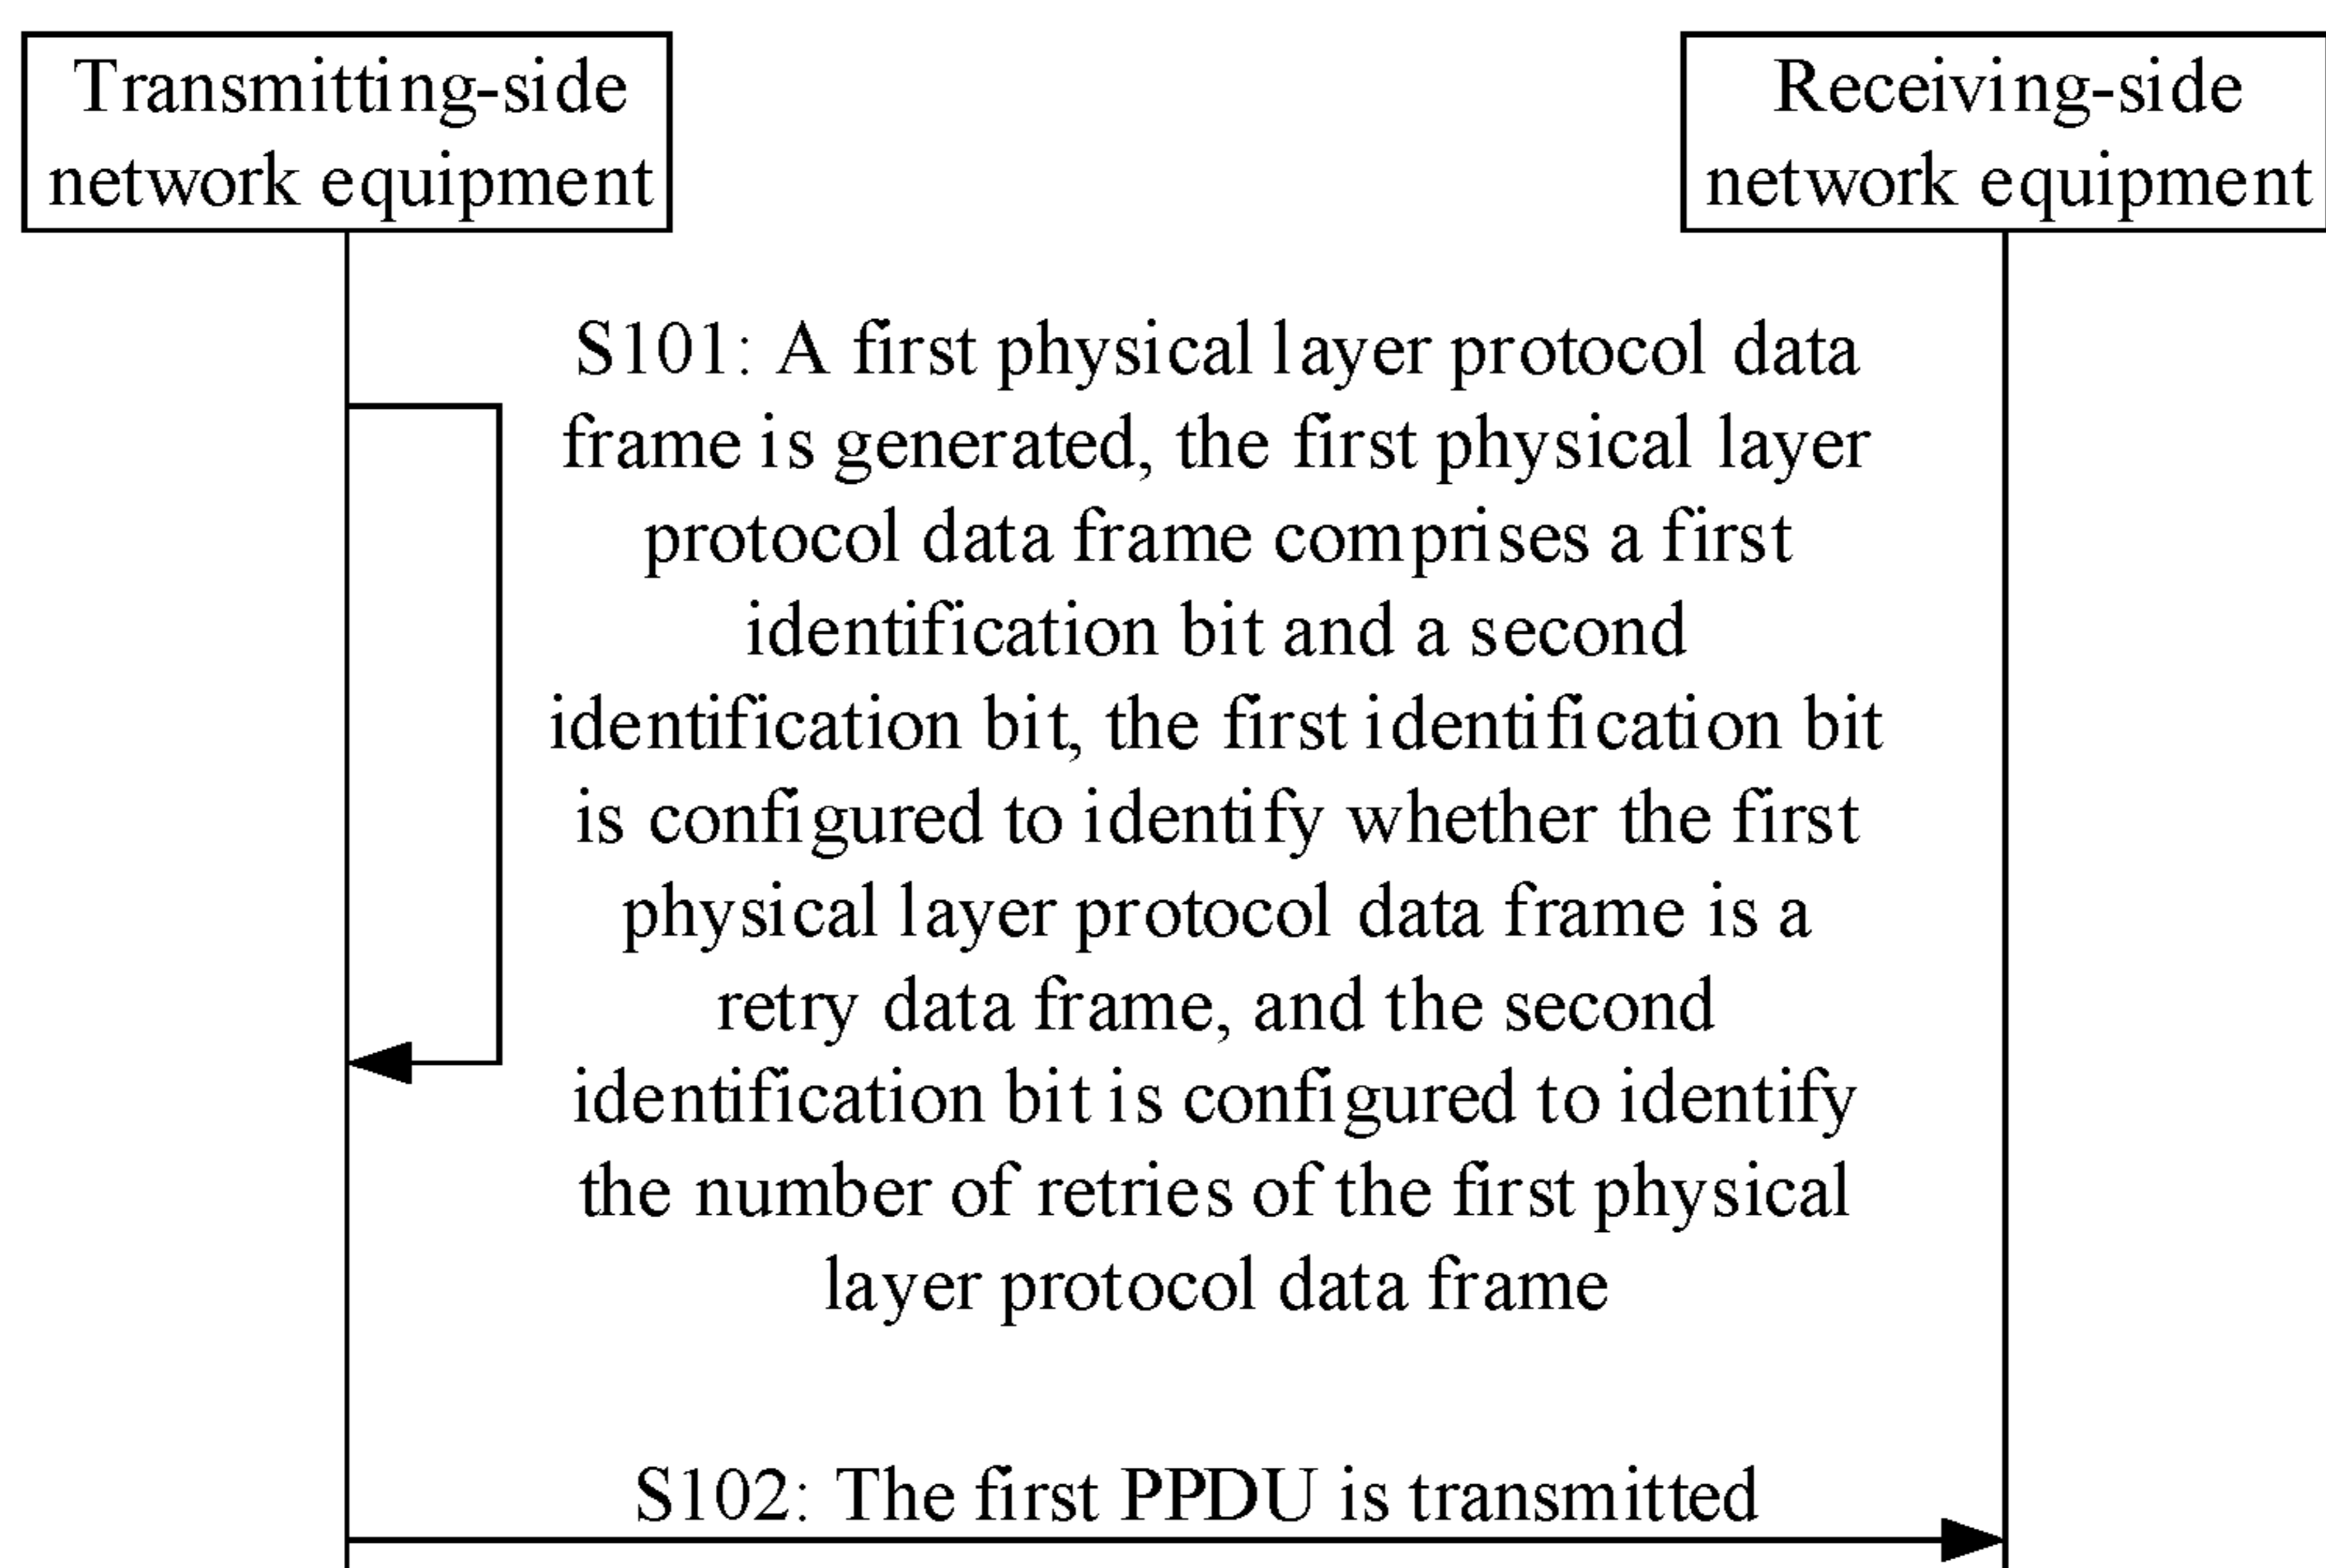 Transmitting-side
network equipment
Receiving-side
network equipment
S101: A first physical layer protocol data
frame is generated, the first physical layer
protocol data frame comprises a first
identification bit and a second
identification bit, the first identification bit
is configured to identify whether the first
physical layer protocol data frame is a
retry data frame, and the second
identification bit is configured to identify
the number of retries of the first physical
layer protocol data frame
S102: The first PPDU is transmitted